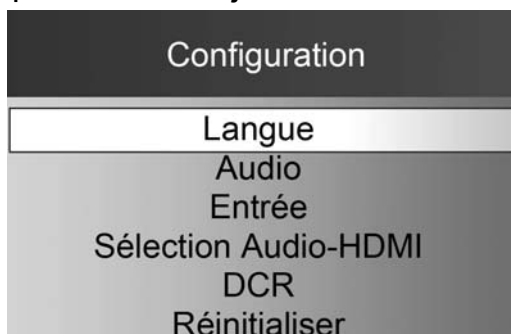 Configuration
Langue
Audio
Entrée
Sélection Audio-HDMI
DCR
Réinitialiser